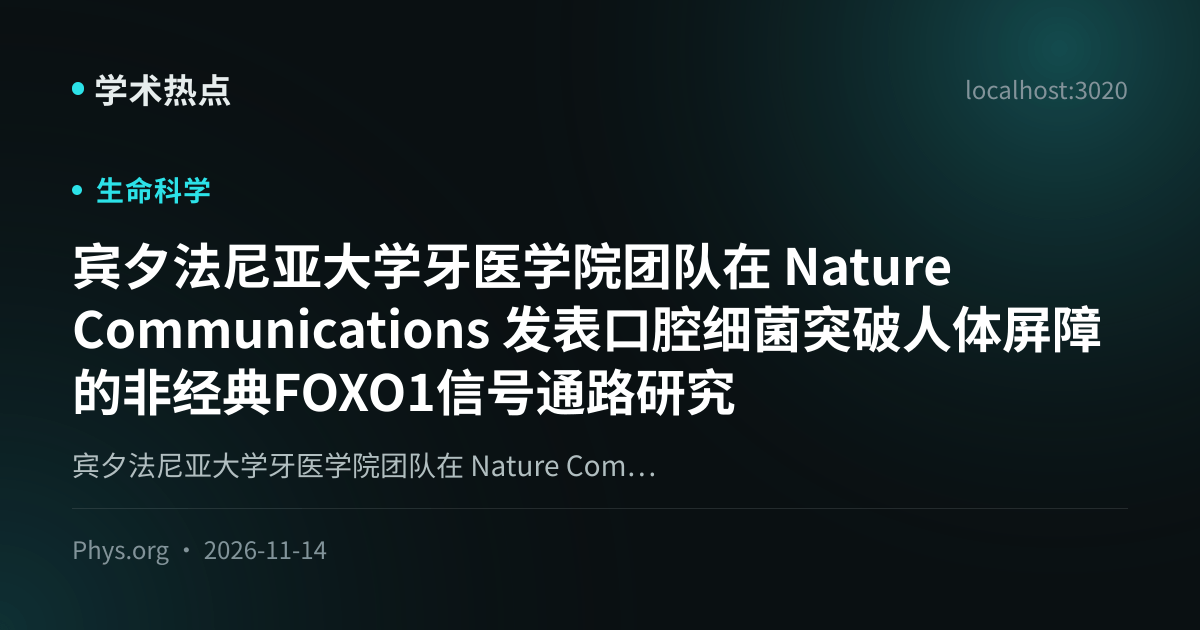 学术热点
localhost:3020
生命科学
宾夕法尼亚大学牙医学院团队在 Nature
Communications 发表口腔细菌突破人体屏障
的非经典FOXO1信号通路研究
宾夕法尼亚大学牙医学院团队在 Nature Com…
Phys.org · 2026-11-14